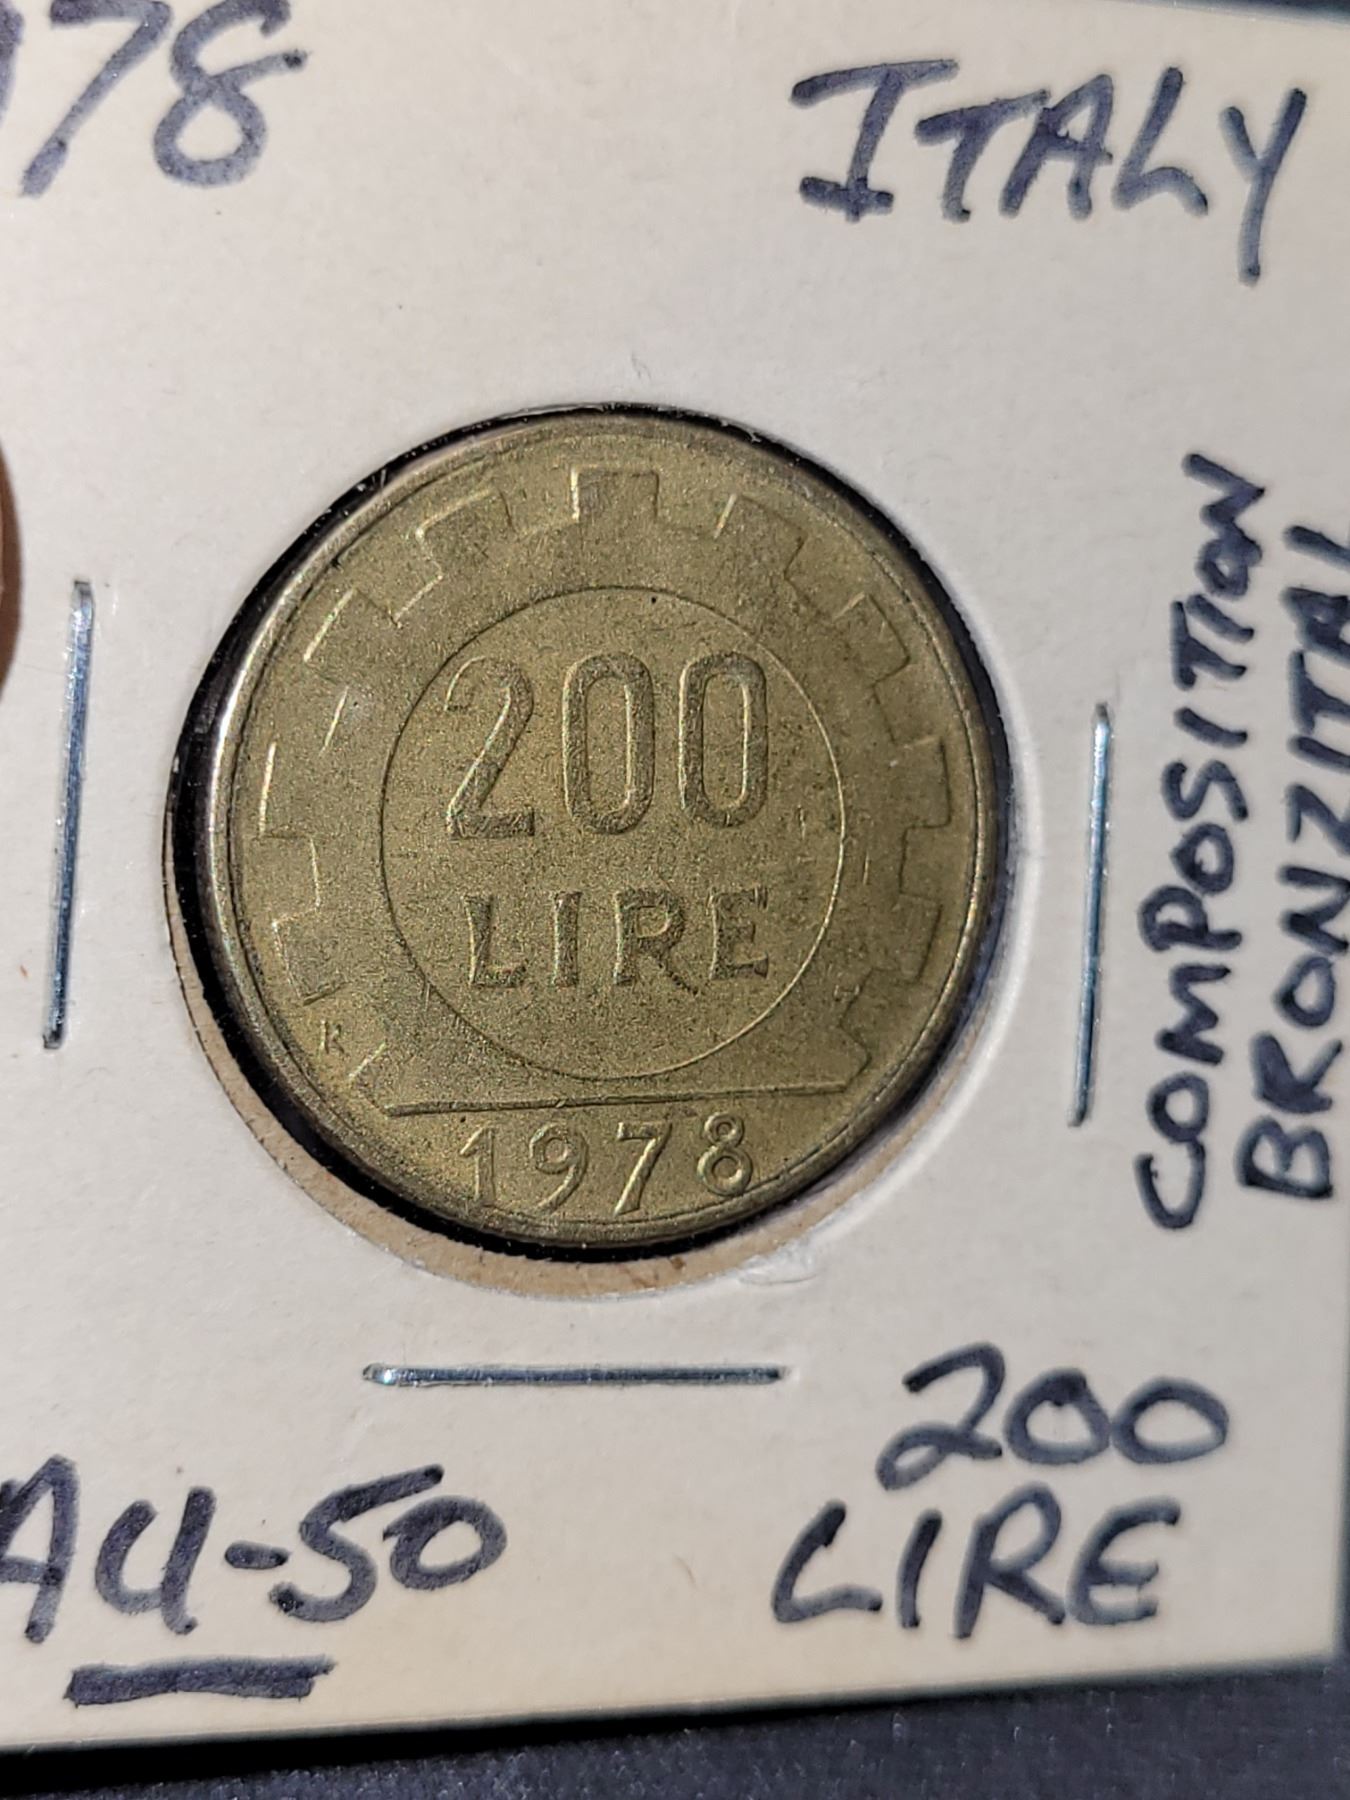 978
ITALY
200
LIRE
R
1978
COMPOSITION
BRONZITAL
AU-50
200
LIRE